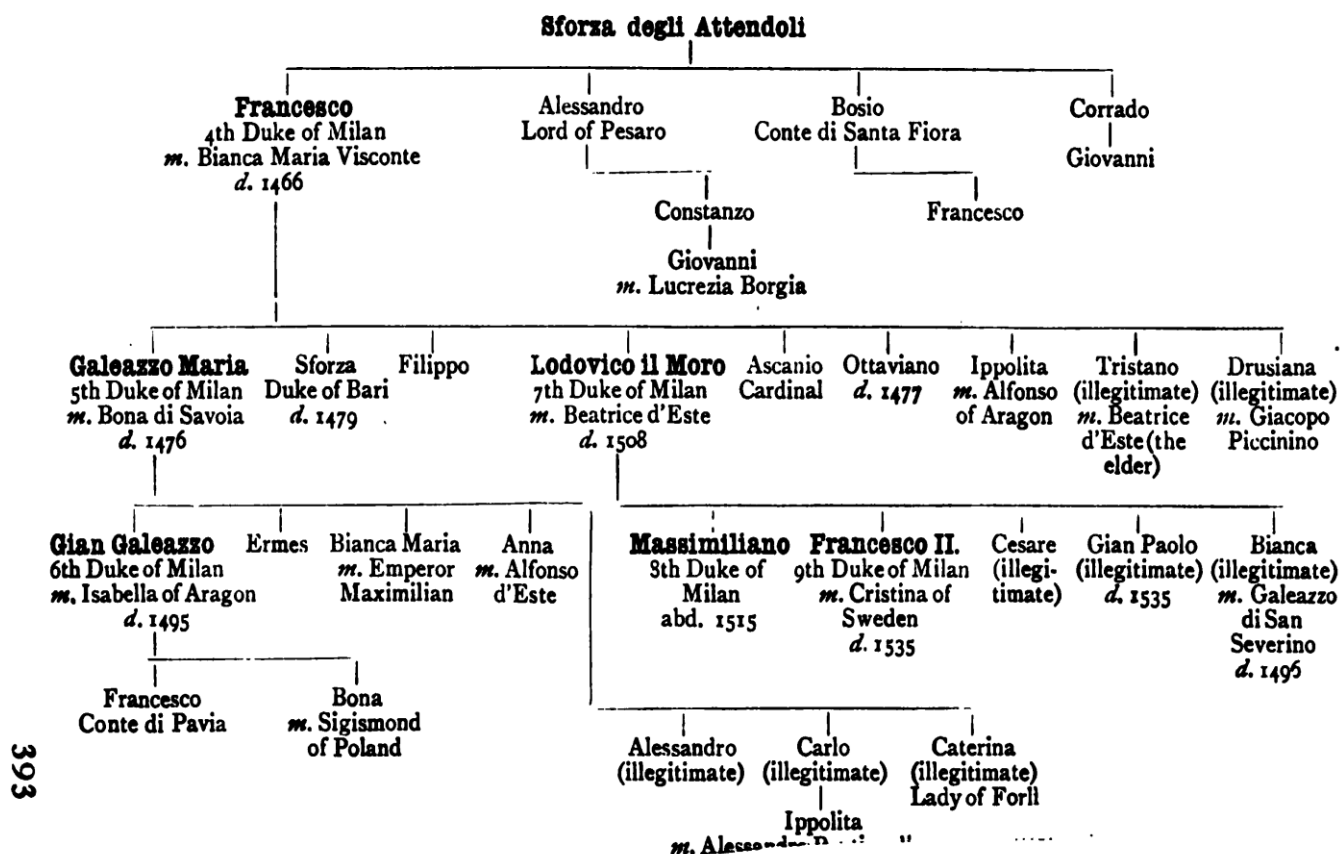 Sforza degli Attendoli
Francesco
4th Duke of Milan
m. Bianca Maria Visconte
d. 1466
Alessandro
Lord of Pesaro
Bosio
Conte di Santa Fiora
Corrado
Giovanni
Constanzo
Francesco
Giovanni
m. Lucrezia Borgia
Galeazzo Maria
5th Duke of Milan
m. Bona di Savoia
d. 1476
Sforza
Duke of Bari
d. 1479
Filippo
Lodovico il Moro
7th Duke of Milan
m. Beatrice d'Este
d. 1508
Ascanio
Cardinal
Ottaviano
d. 1477
Ippolita
m. Alfonso
of Aragon
Tristano
(illegitimate)
m. Beatrice
d'Este (the
elder)
Drusiana
(illegitimate)
m. Giacopo
Piccinino
Gian Galeazzo
6th Duke of Milan
m. Isabella of Aragon
d. 1495
Ermes
Bianca Maria
m. Emperor
Maximilian
Anna
m. Alfonso
d'Este
Massimiliano
8th Duke of
Milan
abd. 1515
Francesco II.
9th Duke of Milan
m. Cristina of
Sweden
d. 1535
Cesare
(illegi-
timate)
Gian Paolo
(illegitimate)
d. 1535
Bianca
(illegitimate)
m. Galeazzo
di San
Severino
d. 1496
Francesco
Conte di Pavia
Bona
m. Sigismond
of Poland
Alessandro
(illegitimate)
Carlo
(illegitimate)
Caterina
(illegitimate)
Lady of Forlì
Ippolita
m. Alessandro
393